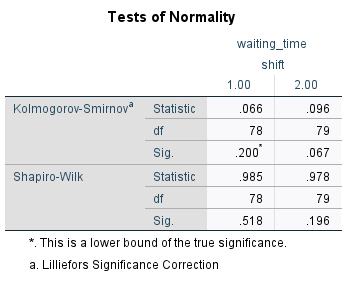 Tests of Normality
waiting_time
shift
1.00 2.00
Kolmogorov-Smirnov^a Statistic .066 .096
df 78 79
Sig. .200* .067
Shapiro-Wilk Statistic .985 .978
df 78 79
Sig. .518 .196
*. This is a lower bound of the true significance.
a. Lilliefors Significance Correction